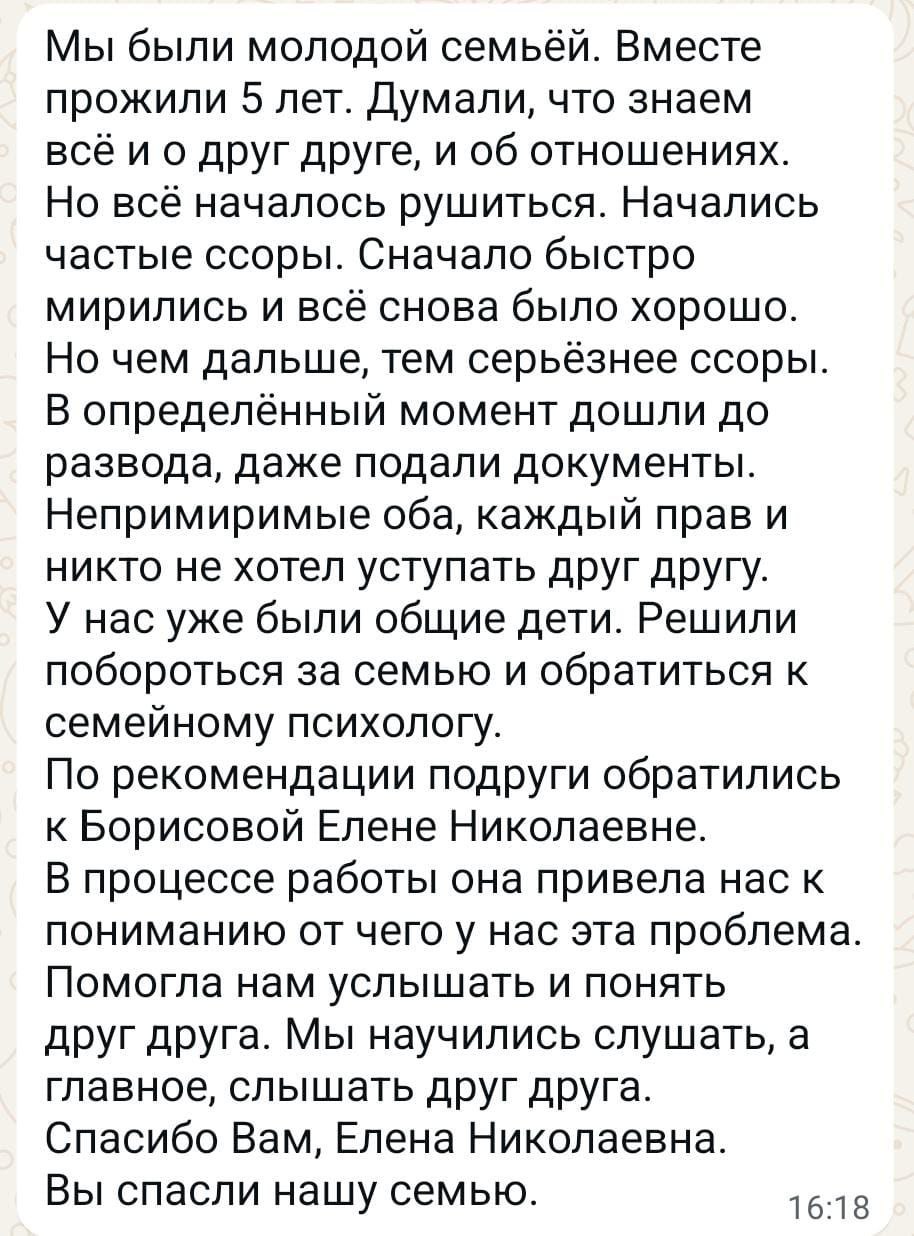 Мы были молодой семьёй. Вместе
прожили 5 лет. Думали, что знаем
всё и о друг друге, и об отношениях.
Но всё началось рушиться. Начались
частые ссоры. Сначало быстро
мирились и всё снова было хорошо.
Но чем дальше, тем серьёзнее ссоры.
В определённый момент дошли до
развода, даже подали документы.
Непримиримые оба, каждый прав и
никто не хотел уступать друг другу.
У нас уже были общие дети. Решили
побороться за семью и обратиться к
семейному психологу.
По рекомендации подруги обратились
к Борисовой Елене Николаевне.
В процессе работы она привела нас к
пониманию от чего у нас эта проблема.
Помогла нам услышать и понять
друг друга. Мы научились слушать, а
главное, слышать друг друга.
Спасибо Вам, Елена Николаевна.
Вы спасли нашу семью.
16:18